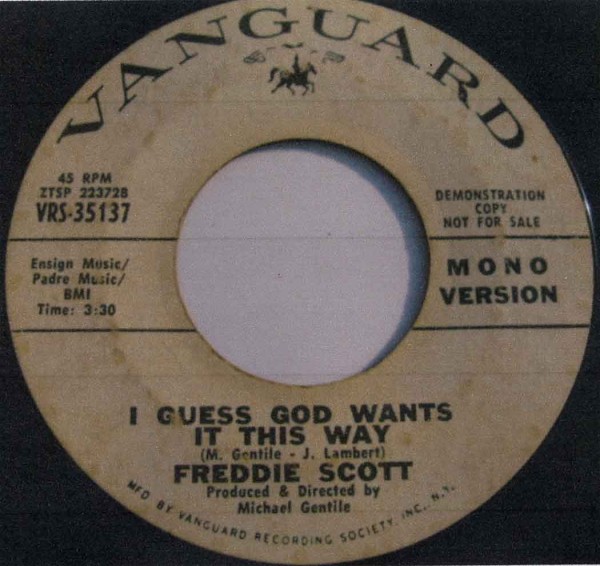 VANGUARD
45 RPM
ZTSP 223728
VRS-35137
DEMONSTRATION
COPY
NOT FOR SALE
Ensign Music/
Padre Music/
BMI
Time: 3:30
MONO
VERSION
I GUESS GOD WANTS
IT THIS WAY
(M. Gentile - J. Lambert)
FREDDIE SCOTT
Produced & Directed by
Michael Gentile
MFD BY VANGUARD RECORDING SOCIETY, INC., N.Y.